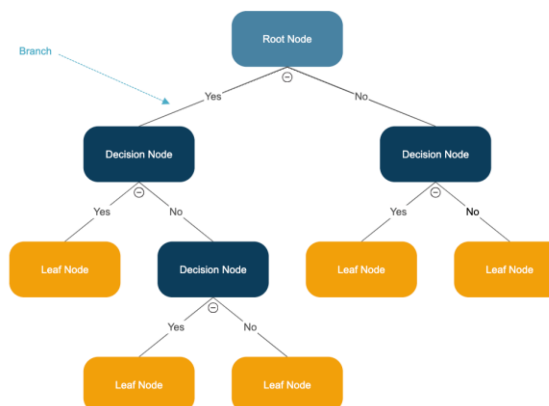 Root Node
Branch
Yes
No
Decision Node
Decision Node
Yes
No
Yes
No
Leaf Node
Decision Node
Leaf Node
Leaf Node
Yes
No
Leaf Node
Leaf Node